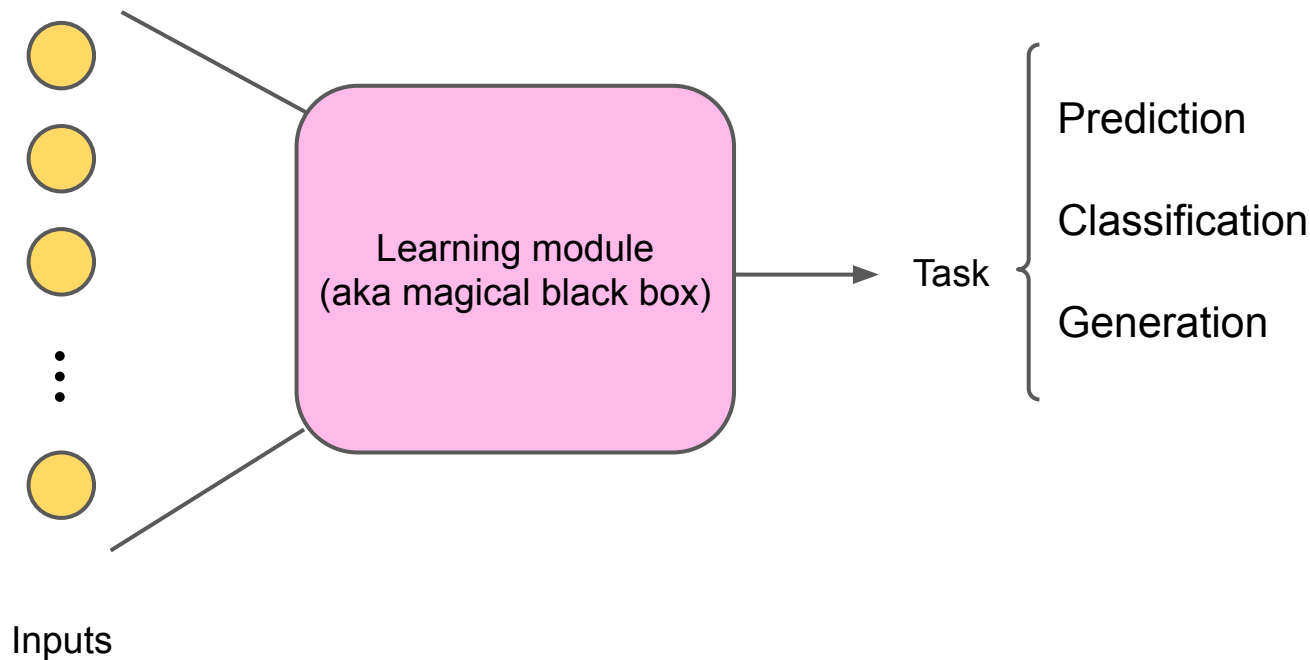 Prediction
Classification
Learning module
(aka magical black box)
Task
Generation
Inputs